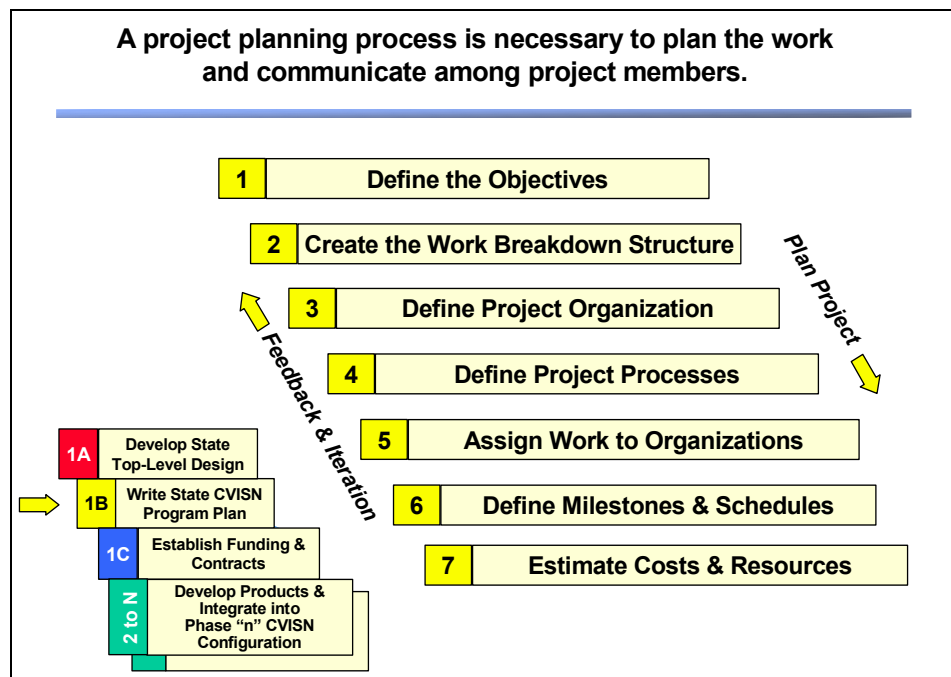 A project planning process is necessary to plan the work
and communicate among project members.
1 Define the Objectives
2 Create the Work Breakdown Structure
3 Define Project Organization
4 Define Project Processes
5 Assign Work to Organizations
6 Define Milestones & Schedules
7 Estimate Costs & Resources
Plan Project
Feedback & Iteration
1A
Develop State
Top-Level Design
1B
Write State CVISN
Program Plan
1C
Establish Funding &
Contracts
2 to N
Develop Products &
Integrate into
Phase “n” CVISN
Configuration